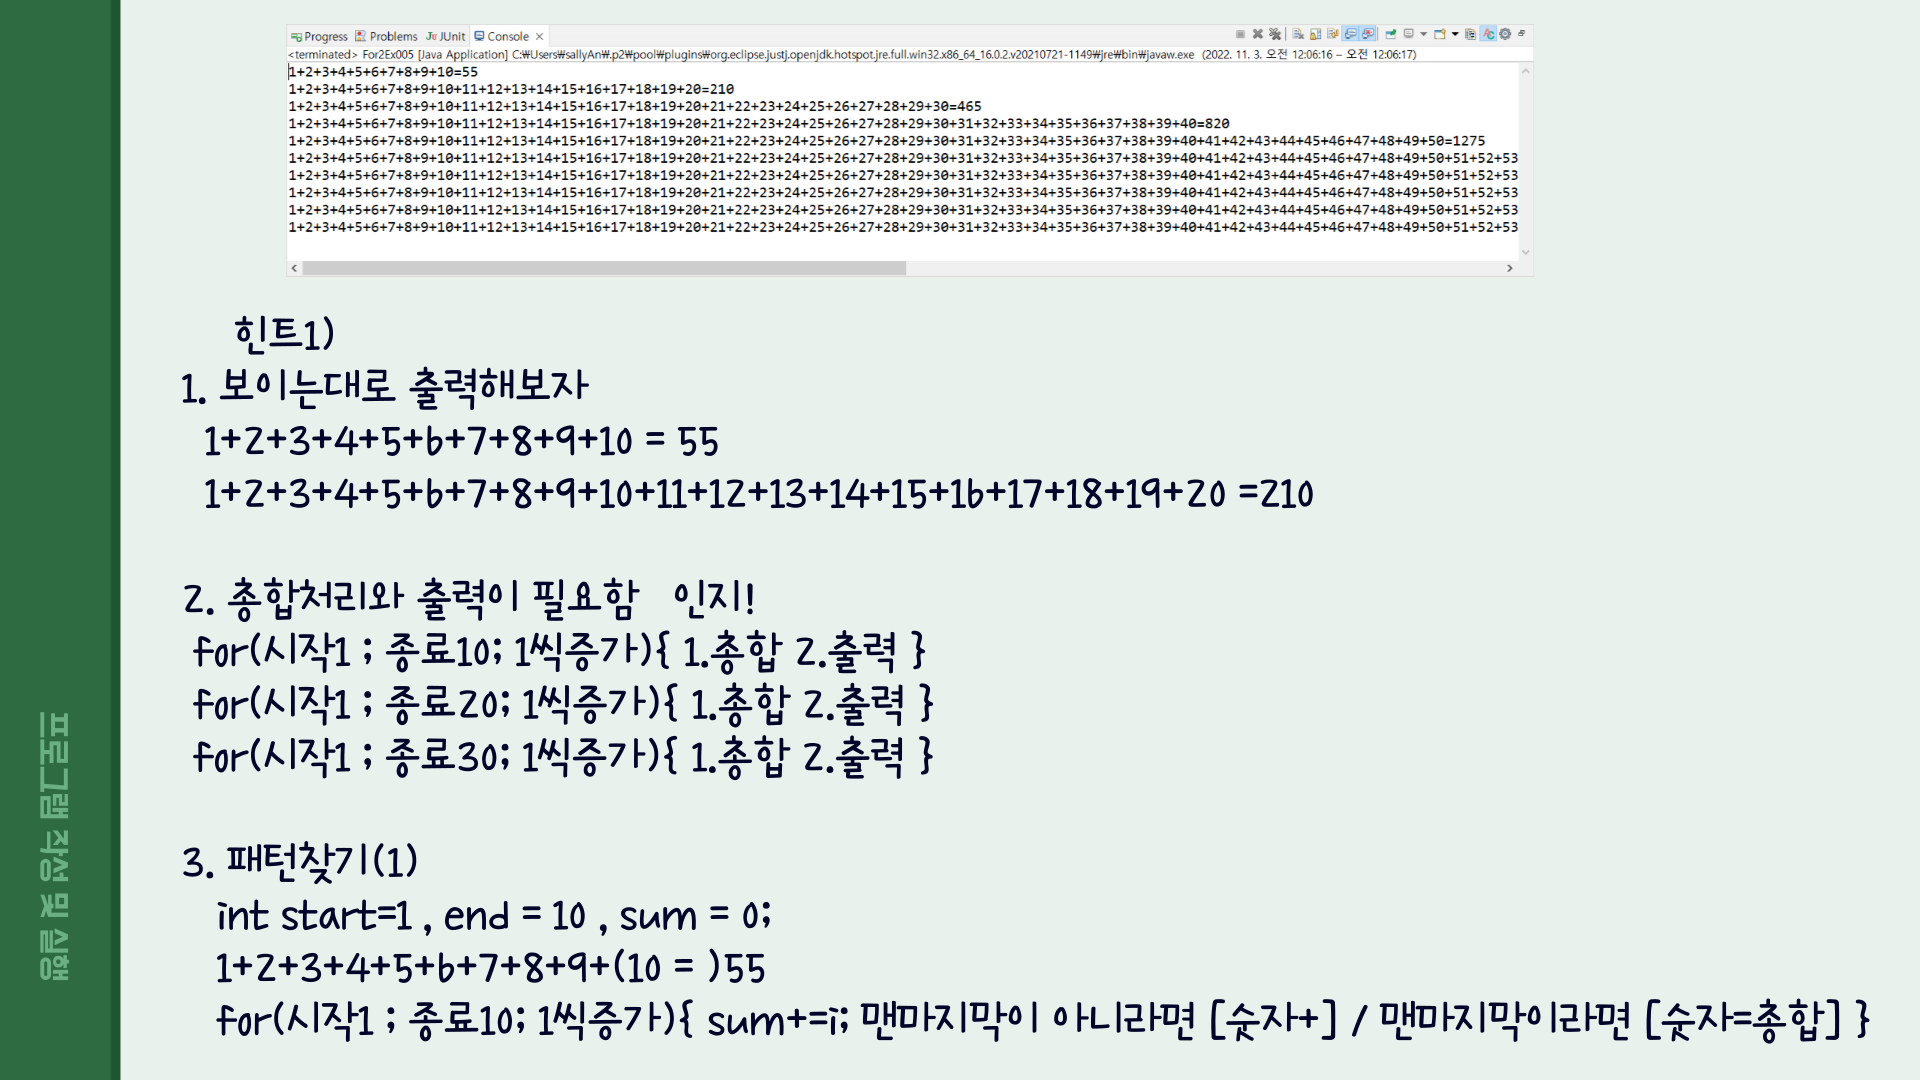 Progress Problems JUnit Console
<terminated> For2Ex005 [Java Application] C:₩Users₩sallyAn₩.p2₩pool₩plugins₩org.eclipse.justj.openjdk.hotspot.jre.full.win32.x86_64_16.0.2.v20210721-1149₩jre₩bin₩javaw.exe (2022. 11. 3. 오전 12:06:16 – 오전 12:06:17)
1+2+3+4+5+6+7+8+9+10=55
1+2+3+4+5+6+7+8+9+10+11+12+13+14+15+16+17+18+19+20=210
1+2+3+4+5+6+7+8+9+10+11+12+13+14+15+16+17+18+19+20+21+22+23+24+25+26+27+28+29+30=465
1+2+3+4+5+6+7+8+9+10+11+12+13+14+15+16+17+18+19+20+21+22+23+24+25+26+27+28+29+30+31+32+33+34+35+36+37+38+39+40=820
1+2+3+4+5+6+7+8+9+10+11+12+13+14+15+16+17+18+19+20+21+22+23+24+25+26+27+28+29+30+31+32+33+34+35+36+37+38+39+40+41+42+43+44+45+46+47+48+49+50=1275
1+2+3+4+5+6+7+8+9+10+11+12+13+14+15+16+17+18+19+20+21+22+23+24+25+26+27+28+29+30+31+32+33+34+35+36+37+38+39+40+41+42+43+44+45+46+47+48+49+50+51+52+53
1+2+3+4+5+6+7+8+9+10+11+12+13+14+15+16+17+18+19+20+21+22+23+24+25+26+27+28+29+30+31+32+33+34+35+36+37+38+39+40+41+42+43+44+45+46+47+48+49+50+51+52+53
1+2+3+4+5+6+7+8+9+10+11+12+13+14+15+16+17+18+19+20+21+22+23+24+25+26+27+28+29+30+31+32+33+34+35+36+37+38+39+40+41+42+43+44+45+46+47+48+49+50+51+52+53
1+2+3+4+5+6+7+8+9+10+11+12+13+14+15+16+17+18+19+20+21+22+23+24+25+26+27+28+29+30+31+32+33+34+35+36+37+38+39+40+41+42+43+44+45+46+47+48+49+50+51+52+53
1+2+3+4+5+6+7+8+9+10+11+12+13+14+15+16+17+18+19+20+21+22+23+24+25+26+27+28+29+30+31+32+33+34+35+36+37+38+39+40+41+42+43+44+45+46+47+48+49+50+51+52+53
힌트1)
1. 보이는대로 출력해보자
1+2+3+4+5+6+7+8+9+10 = 55
1+2+3+4+5+6+7+8+9+10+11+12+13+14+15+16+17+18+19+20 =210
2. 총합처리와 출력이 필요함 인지!
for(시작1 ; 종료10; 1씩증가){ 1.총합 2.출력 }
for(시작1 ; 종료20; 1씩증가){ 1.총합 2.출력 }
for(시작1 ; 종료30; 1씩증가){ 1.총합 2.출력 }
3. 패턴찾기(1)
int start=1 , end = 10 , sum = 0;
1+2+3+4+5+6+7+8+9+(10 = )55
for(시작1 ; 종료10; 1씩증가){ sum+=i; 맨마지막이 아니라면 [숫자+] / 맨마지막이라면 [숫자=총합] }
프로그램 작성 및 실행